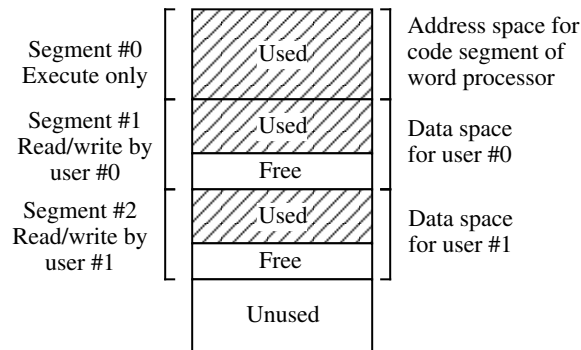 Segment #0
Execute only
Used
Address space for
code segment of
word processor
Segment #1
Read/write by
user #0
Used
Free
Data space
for user #0
Segment #2
Read/write by
user #1
Used
Free
Data space
for user #1
Unused